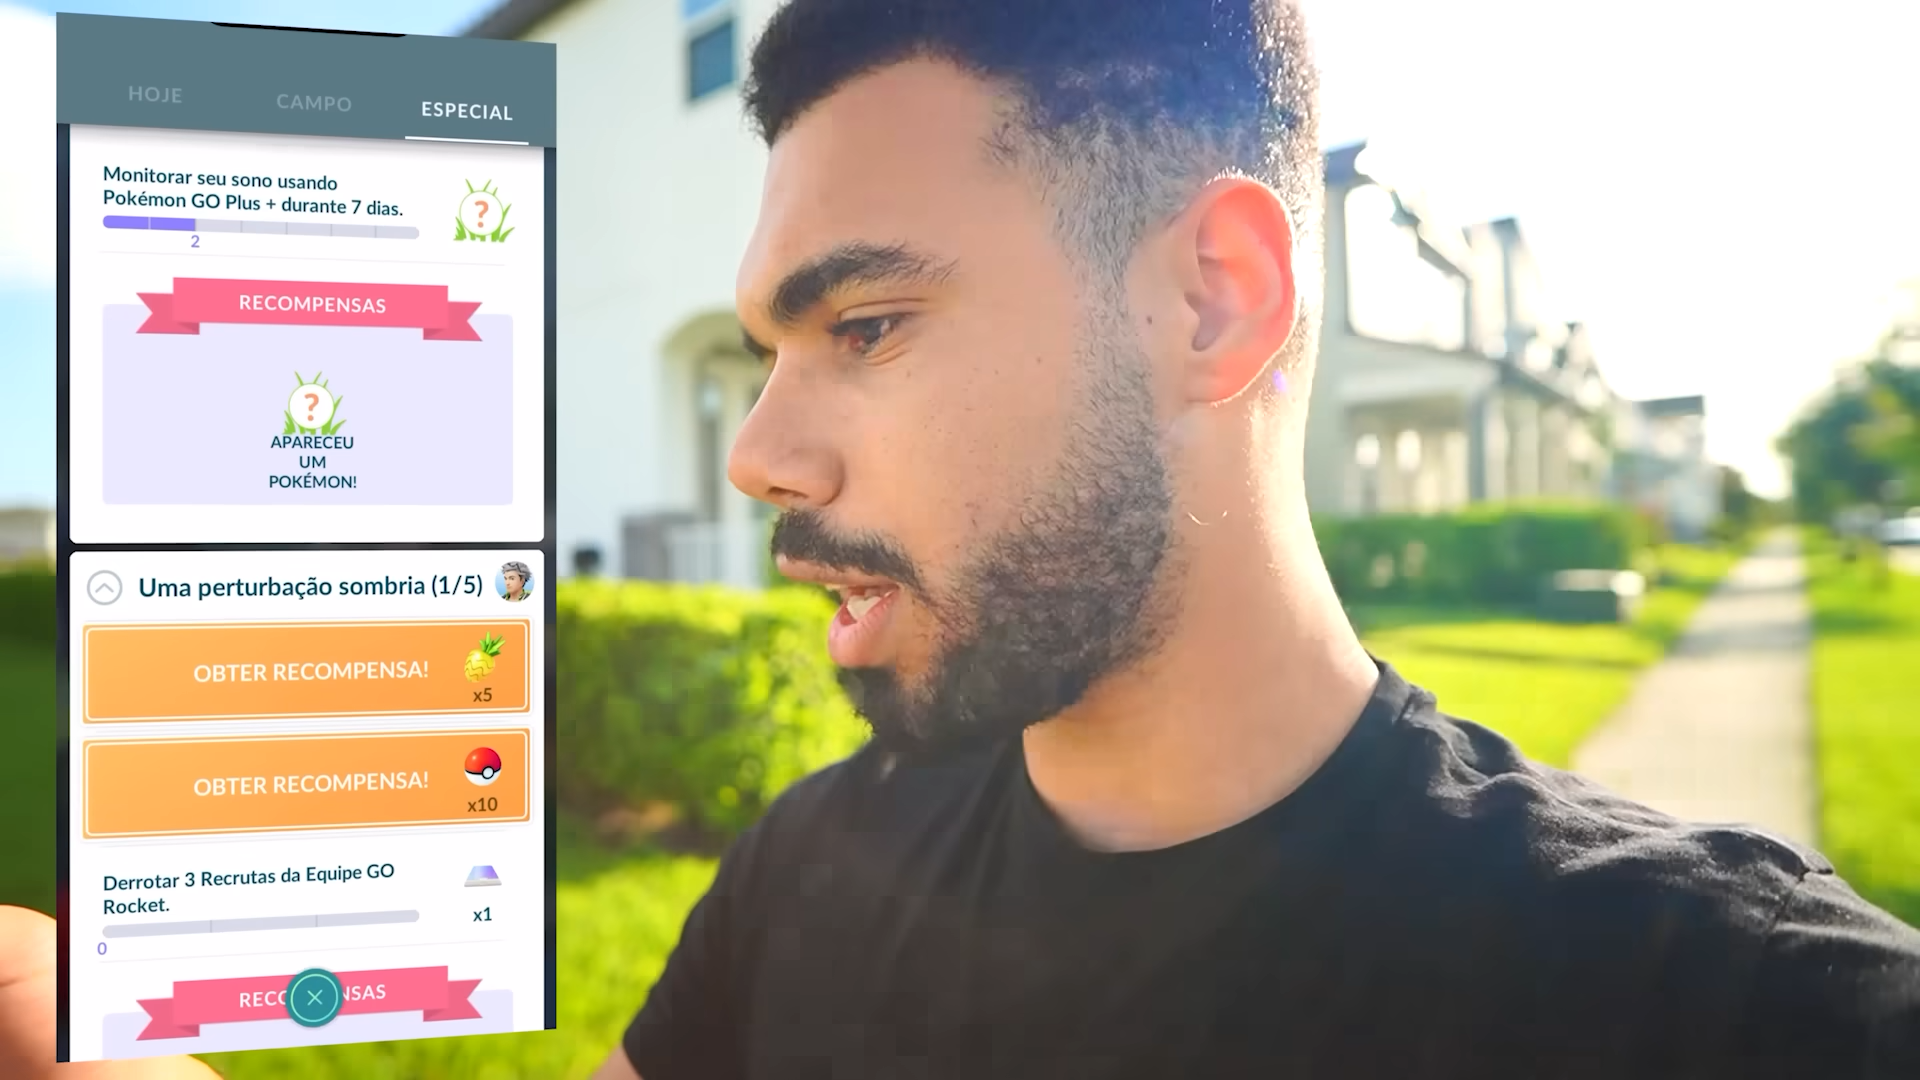 HOJE CAMPO ESPECIAL
Monitorar seu sono usando
Pokémon GO Plus + durante 7 dias.
2
?
RECOMPENSAS
?
APARECEU
UM
POKÉMON!
Uma perturbação sombria (1/5)
OBTER RECOMPENSA!
x5
OBTER RECOMPENSA!
x10
Derrotar 3 Recrutas da Equipe GO
Rocket.
x1
0